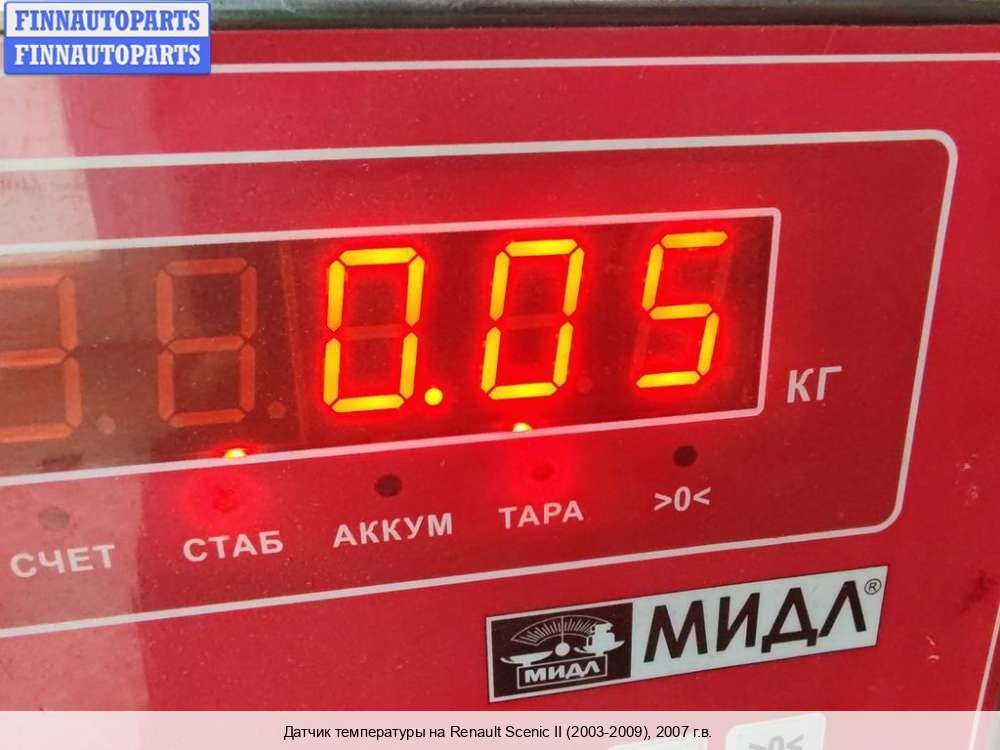 FINNAUTOPARTS
FINNAUTOPARTS
0.05
КГ
СЧЕТ СТАБ АККУМ ТАРА >0<
МИДЛ МИДЛ®
>0<
Датчик температуры на Renault Scenic II (2003-2009), 2007 г.в.